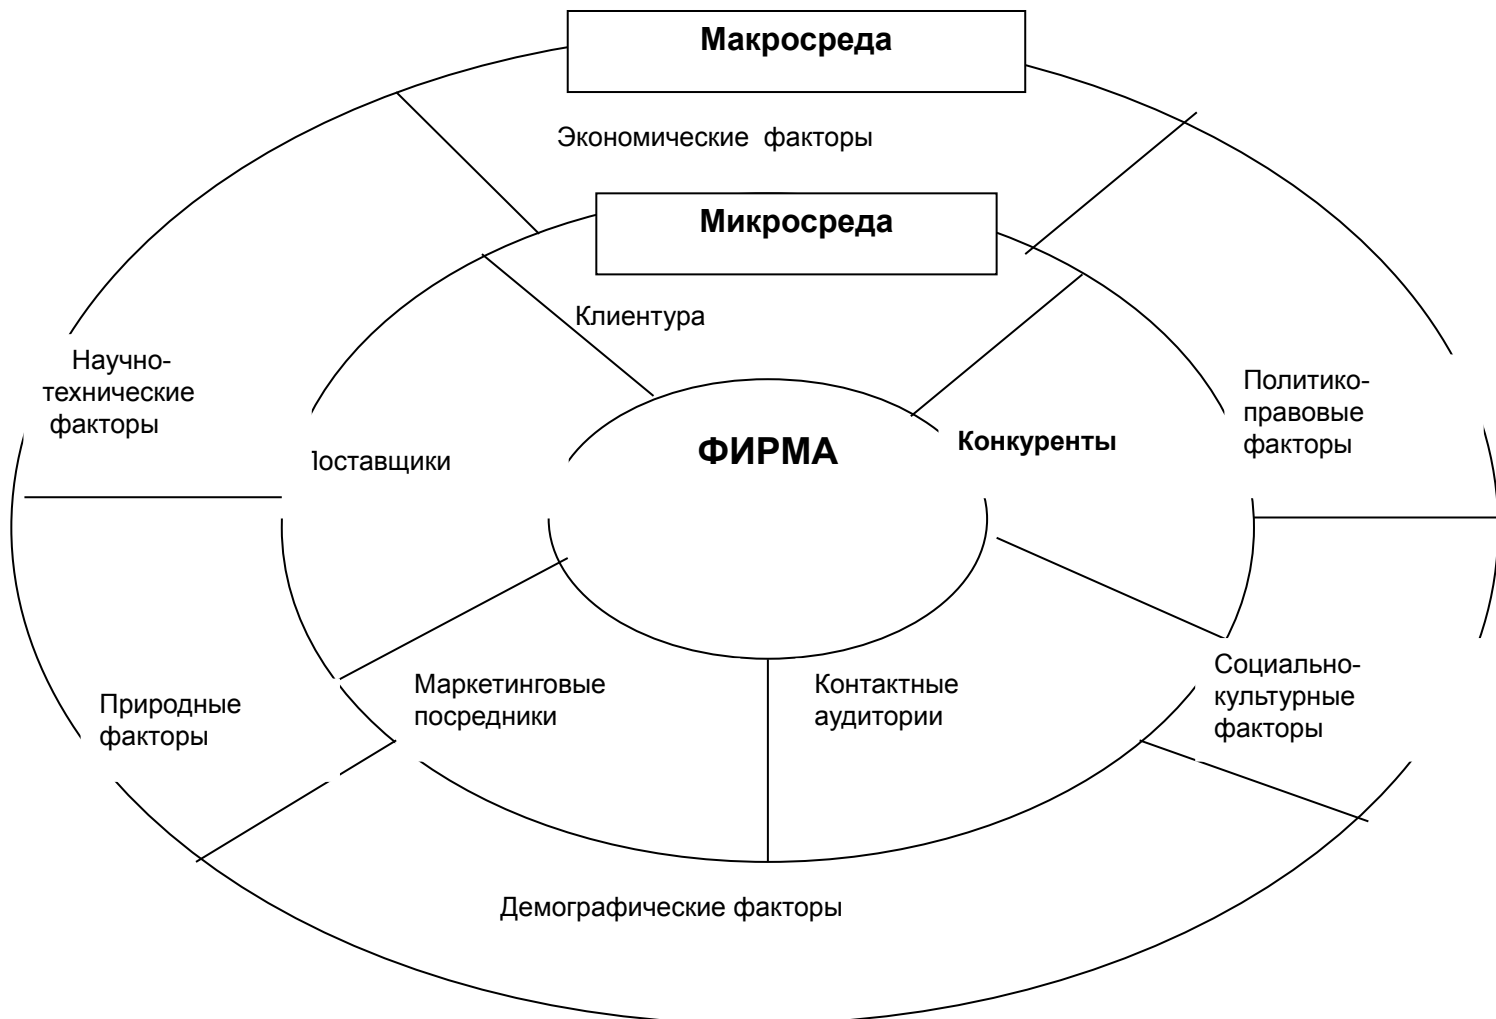 Макросреда
Экономические факторы
Микросреда
Клиентура
Научно-
технические
факторы
Политико-
правовые
факторы
ФИРМА
Конкуренты
Поставщики
Социально-
культурные
факторы
Маркетинговые
посредники
Контактные
аудитории
Природные
факторы
Демографические факторы